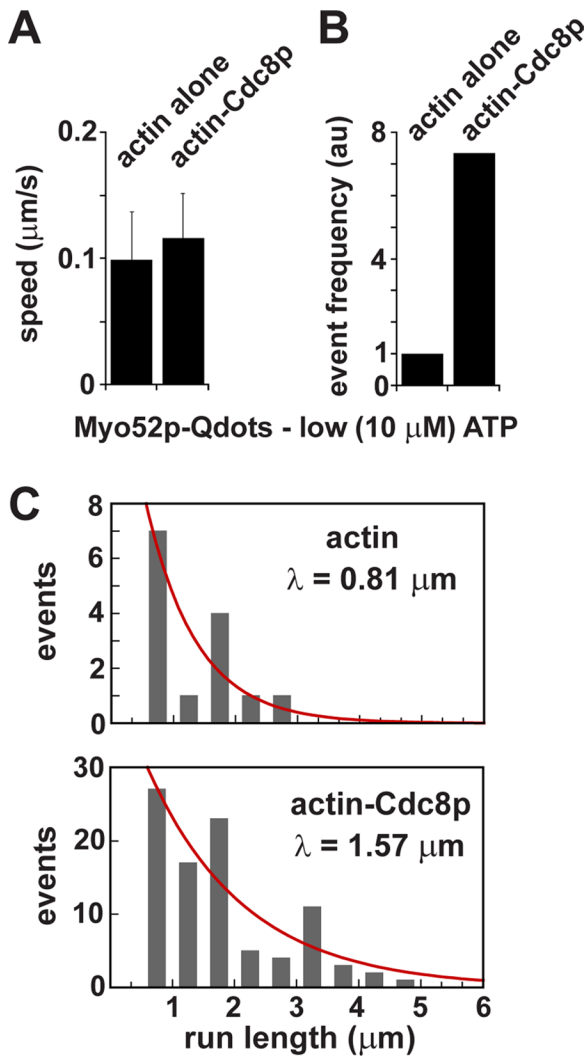 A
B
actin alone
actin-Cdc8p
actin alone
actin-Cdc8p
0.2
0.1
0
speed (μm/s)
8
4
1
0
event frequency (au)
Myo52p-Qdots - low (10 μM) ATP
C
8
6
4
2
0
events
actin
λ = 0.81 μm
30
20
10
0
events
actin-Cdc8p
λ = 1.57 μm
1 2 3 4 5 6
run length (μm)